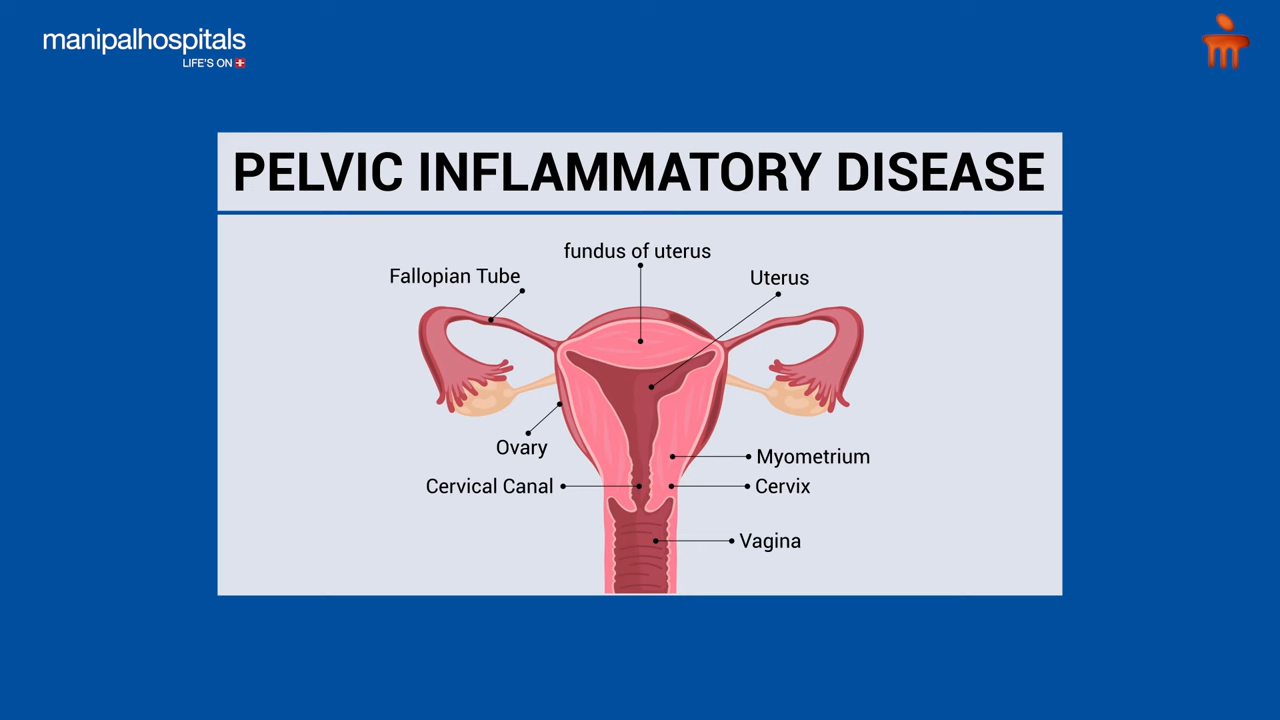 manipalhospitals
LIFE'S ON
PELVIC INFLAMMATORY DISEASE
fundus of uterus
Fallopian Tube
Uterus
Ovary
Myometrium
Cervical Canal
Cervix
Vagina